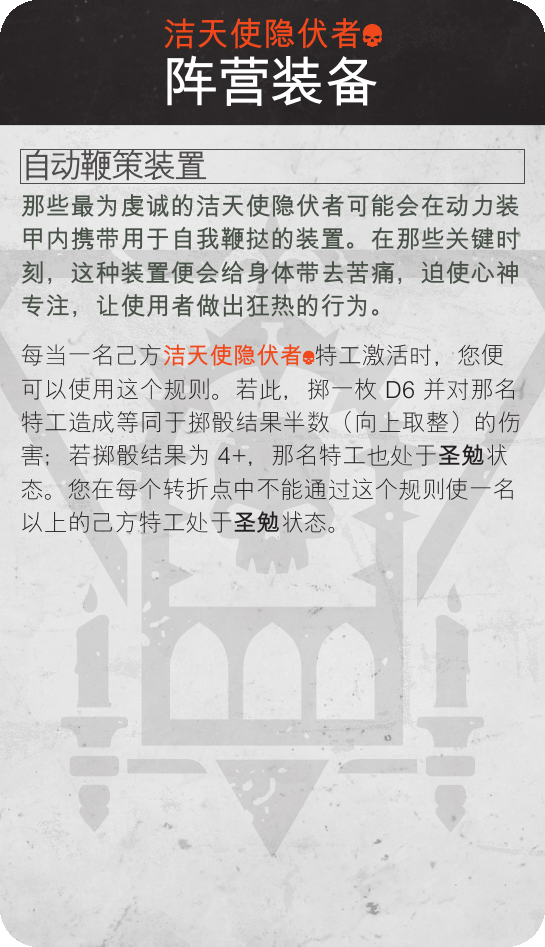 洁天使隐伏者
阵营装备
自动鞭策装置
那些最为虔诚的洁天使隐伏者可能会在动力装
甲内携带用于自我鞭挞的装置。在那些关键时
刻，这种装置便会给身体带去苦痛，迫使心神
专注，让使用者做出狂热的行为。
每当一名己方洁天使隐伏者特工激活时，您便
可以使用这个规则。若此，掷一枚 D6 并对那名
特工造成等同于掷骰结果半数（向上取整）的伤
害；若掷骰结果为 4+，那名特工也处于圣勉状
态。您在每个转折点中不能通过这个规则使一名
以上的己方特工处于圣勉状态。